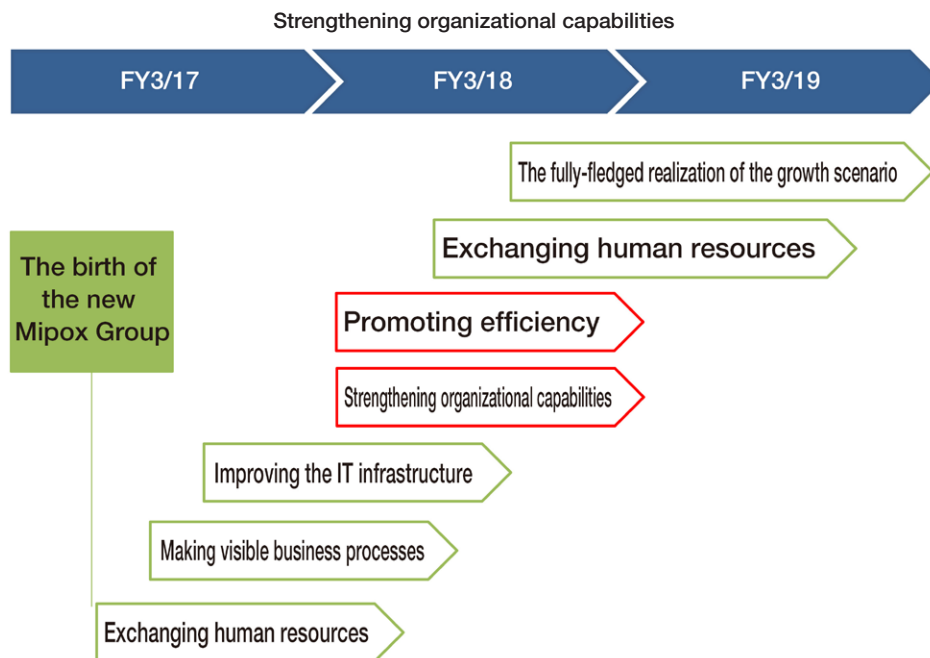 Strengthening organizational capabilities
FY3/17
FY3/18
FY3/19
The fully-fledged realization of the growth scenario
Exchanging human resources
The birth of
the new
Mipox Group
Promoting efficiency
Strengthening organizational capabilities
Improving the IT infrastructure
Making visible business processes
Exchanging human resources